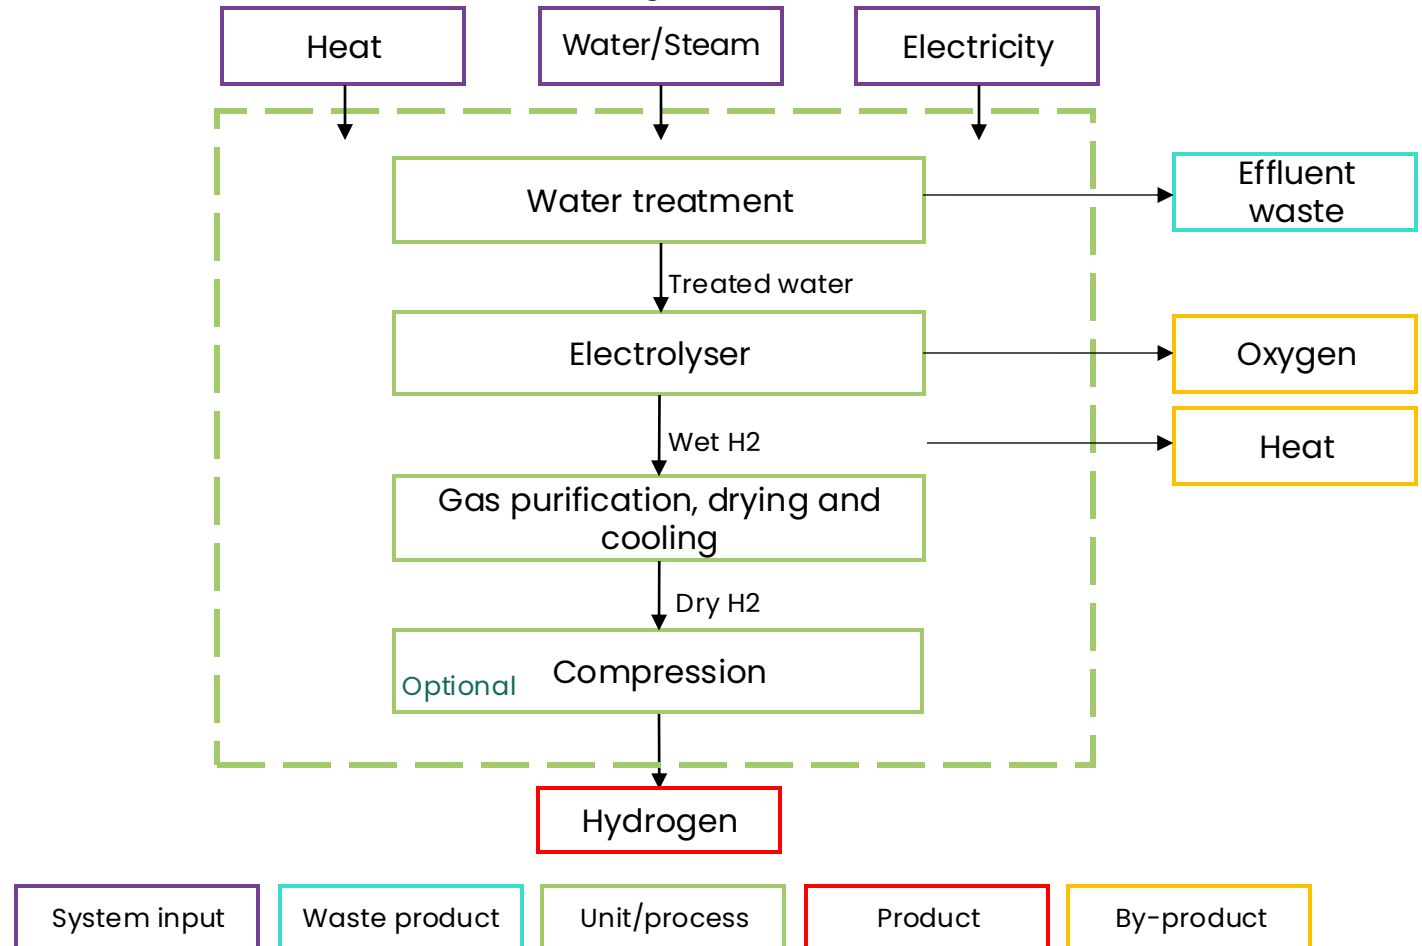 Heat
Water/Steam
Electricity
Water treatment
Effluent
waste
Treated water
Electrolyser
Oxygen
Wet H2
Heat
Gas purification, drying and
cooling
Dry H2
Compression
Optional
Hydrogen
System input
Waste product
Unit/process
Product
By-product